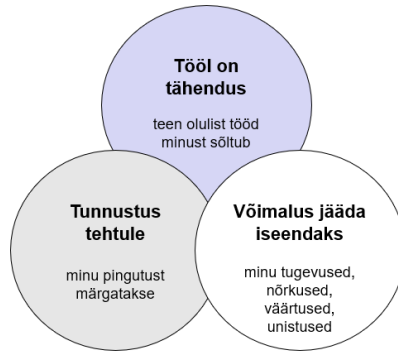 Tööl on
tähendus
teen olulist tööd
minust sõltub
Tunnustus
tehtule
minu pingutust
märgatakse
Võimalus jääda
iseendaks
minu tugevused,
nõrkused,
väärtused,
unistused